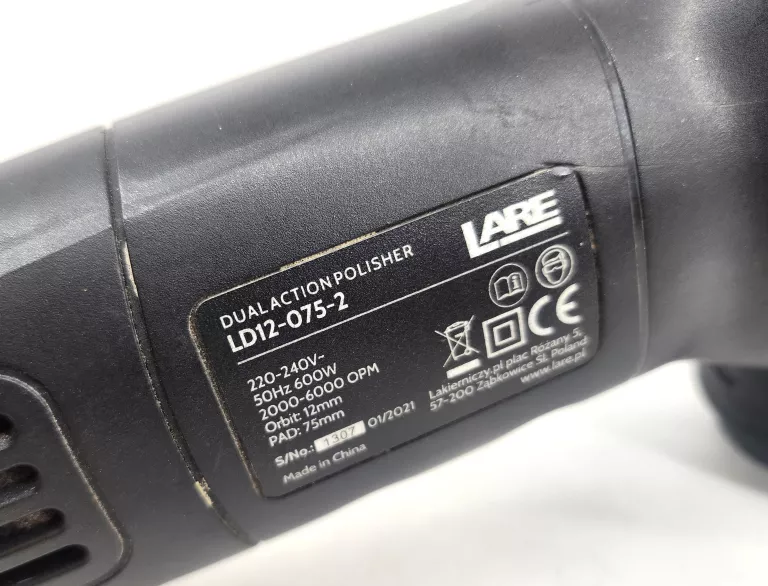 LARE
DUAL ACTION POLISHER
LD12-075-2
220-240V~
50Hz 600W
2000-6000 OPM
Orbit: 12mm
PAD: 75mm
S/No.: 1307 01/2021
Made in China
CE
Lakierniczy.pl plac Różany 5,
57-200 Ząbkowice Śl. Poland
www.lare.pl